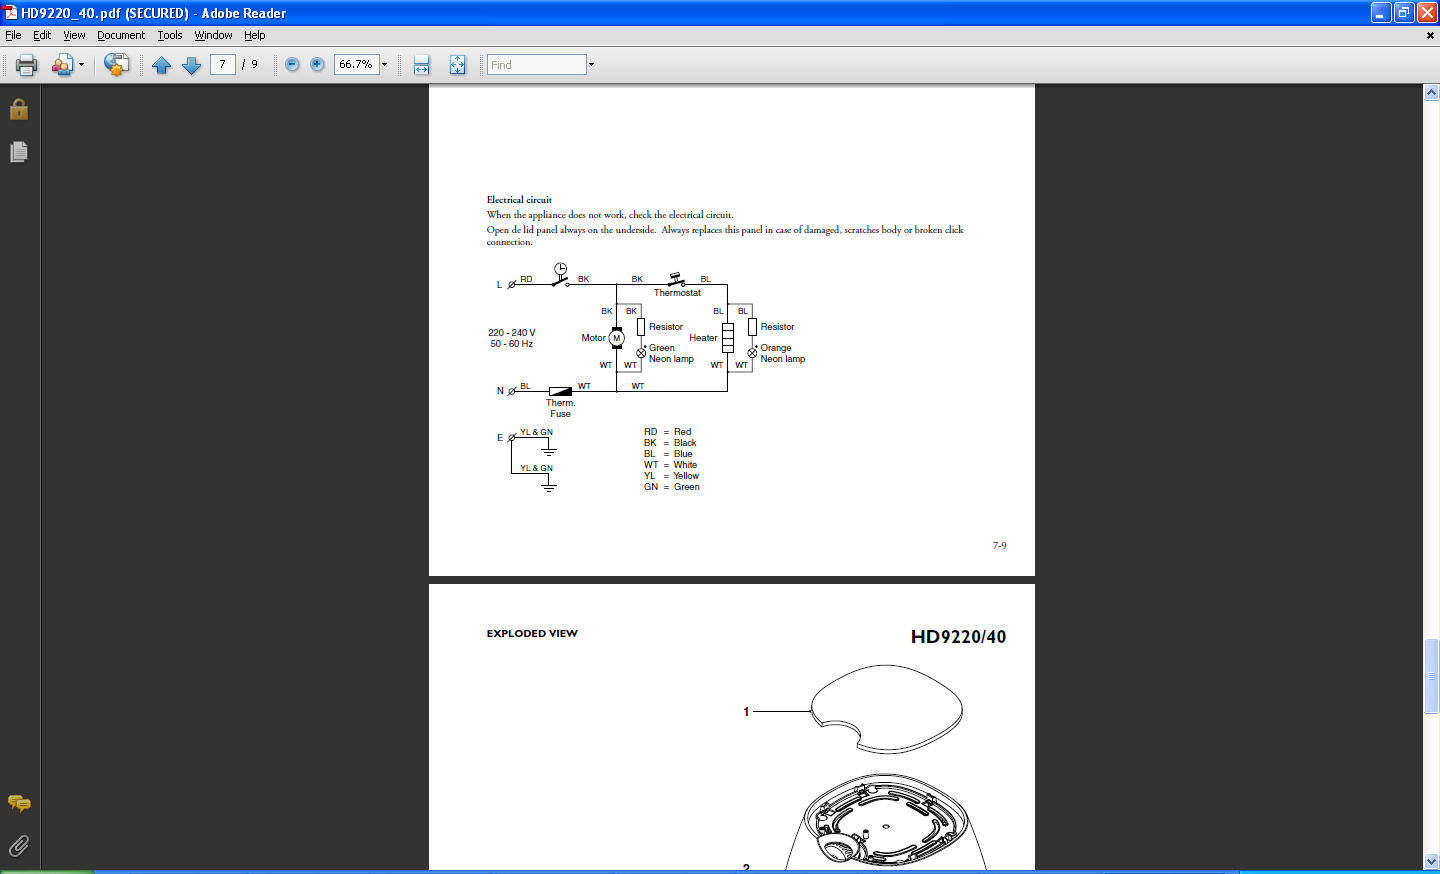 HD9220_40.pdf (SECURED) - Adobe Reader
File Edit View Document Tools Window Help
7 / 9 66.7% Find
Electrical circuit
When the appliance does not work, check the electrical circuit.
Open de lid panel always on the underside. Always replaces this panel in case of damaged, scratches body or broken click
connection.
L RD BK BK BL
Thermostat
BK BK BL BL
220 - 240 V
50 - 60 Hz
Motor M Resistor Heater Resistor
Green
Neon lamp
Orange
Neon lamp
WT WT WT WT
N BL WT WT
Therm.
Fuse
E YL & GN
YL & GN
RD = Red
BK = Black
BL = Blue
WT = White
YL = Yellow
GN = Green
7-9
EXPLODED VIEW HD9220/40
1
2